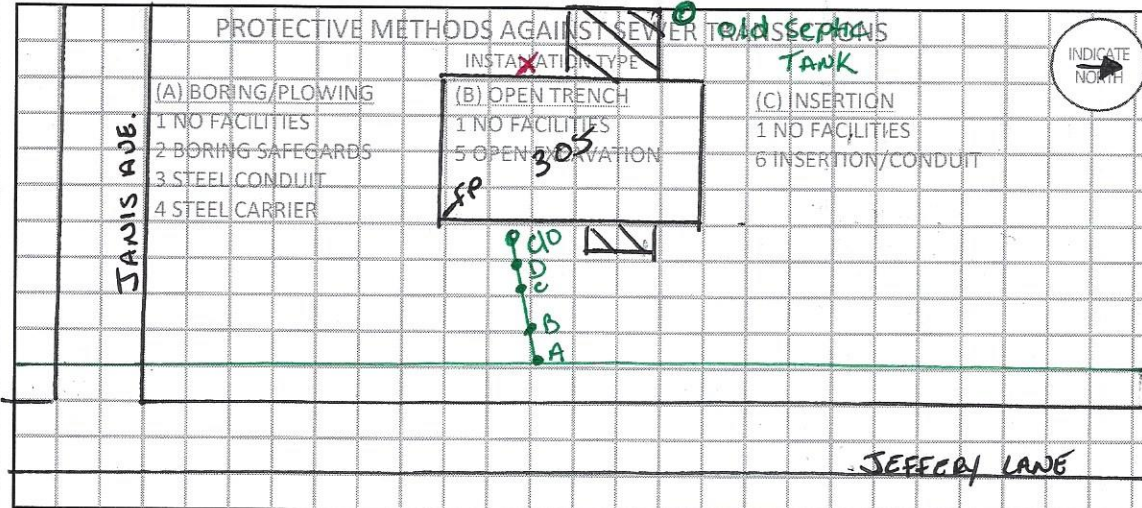 PROTECTIVE METHODS AGAINST SEWER TRANSSECTIONS
old septic
TANK
INSTALLATION TYPE
INDICATE
NORTH
(A) BORING/PLOWING
(B) OPEN TRENCH
(C) INSERTION
1 NO FACILITIES
1 NO FACILITIES
1 NO FACILITIES
2 BORING SAFEGARDS
5 OPEN EXCAVATION
6 INSERTION/CONDUIT
305
3 STEEL CONDUIT
4 STEEL CARRIER
JANIS AVE.
C/O
D
C
B
A
JEFFERY LANE